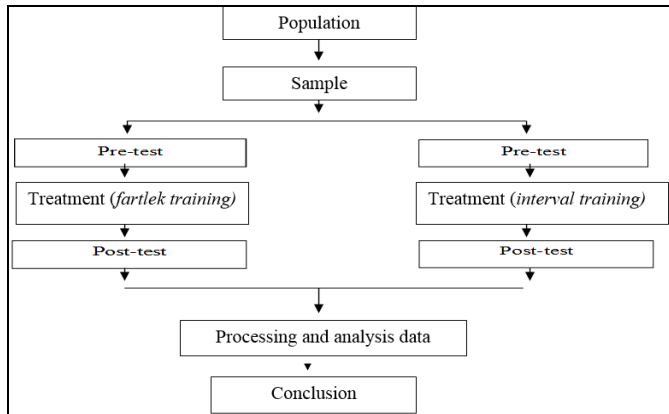 Population
Sample
Pre-test
Pre-test
Treatment (fartlek training)
Treatment (interval training)
Post-test
Post-test
Processing and analysis data
Conclusion